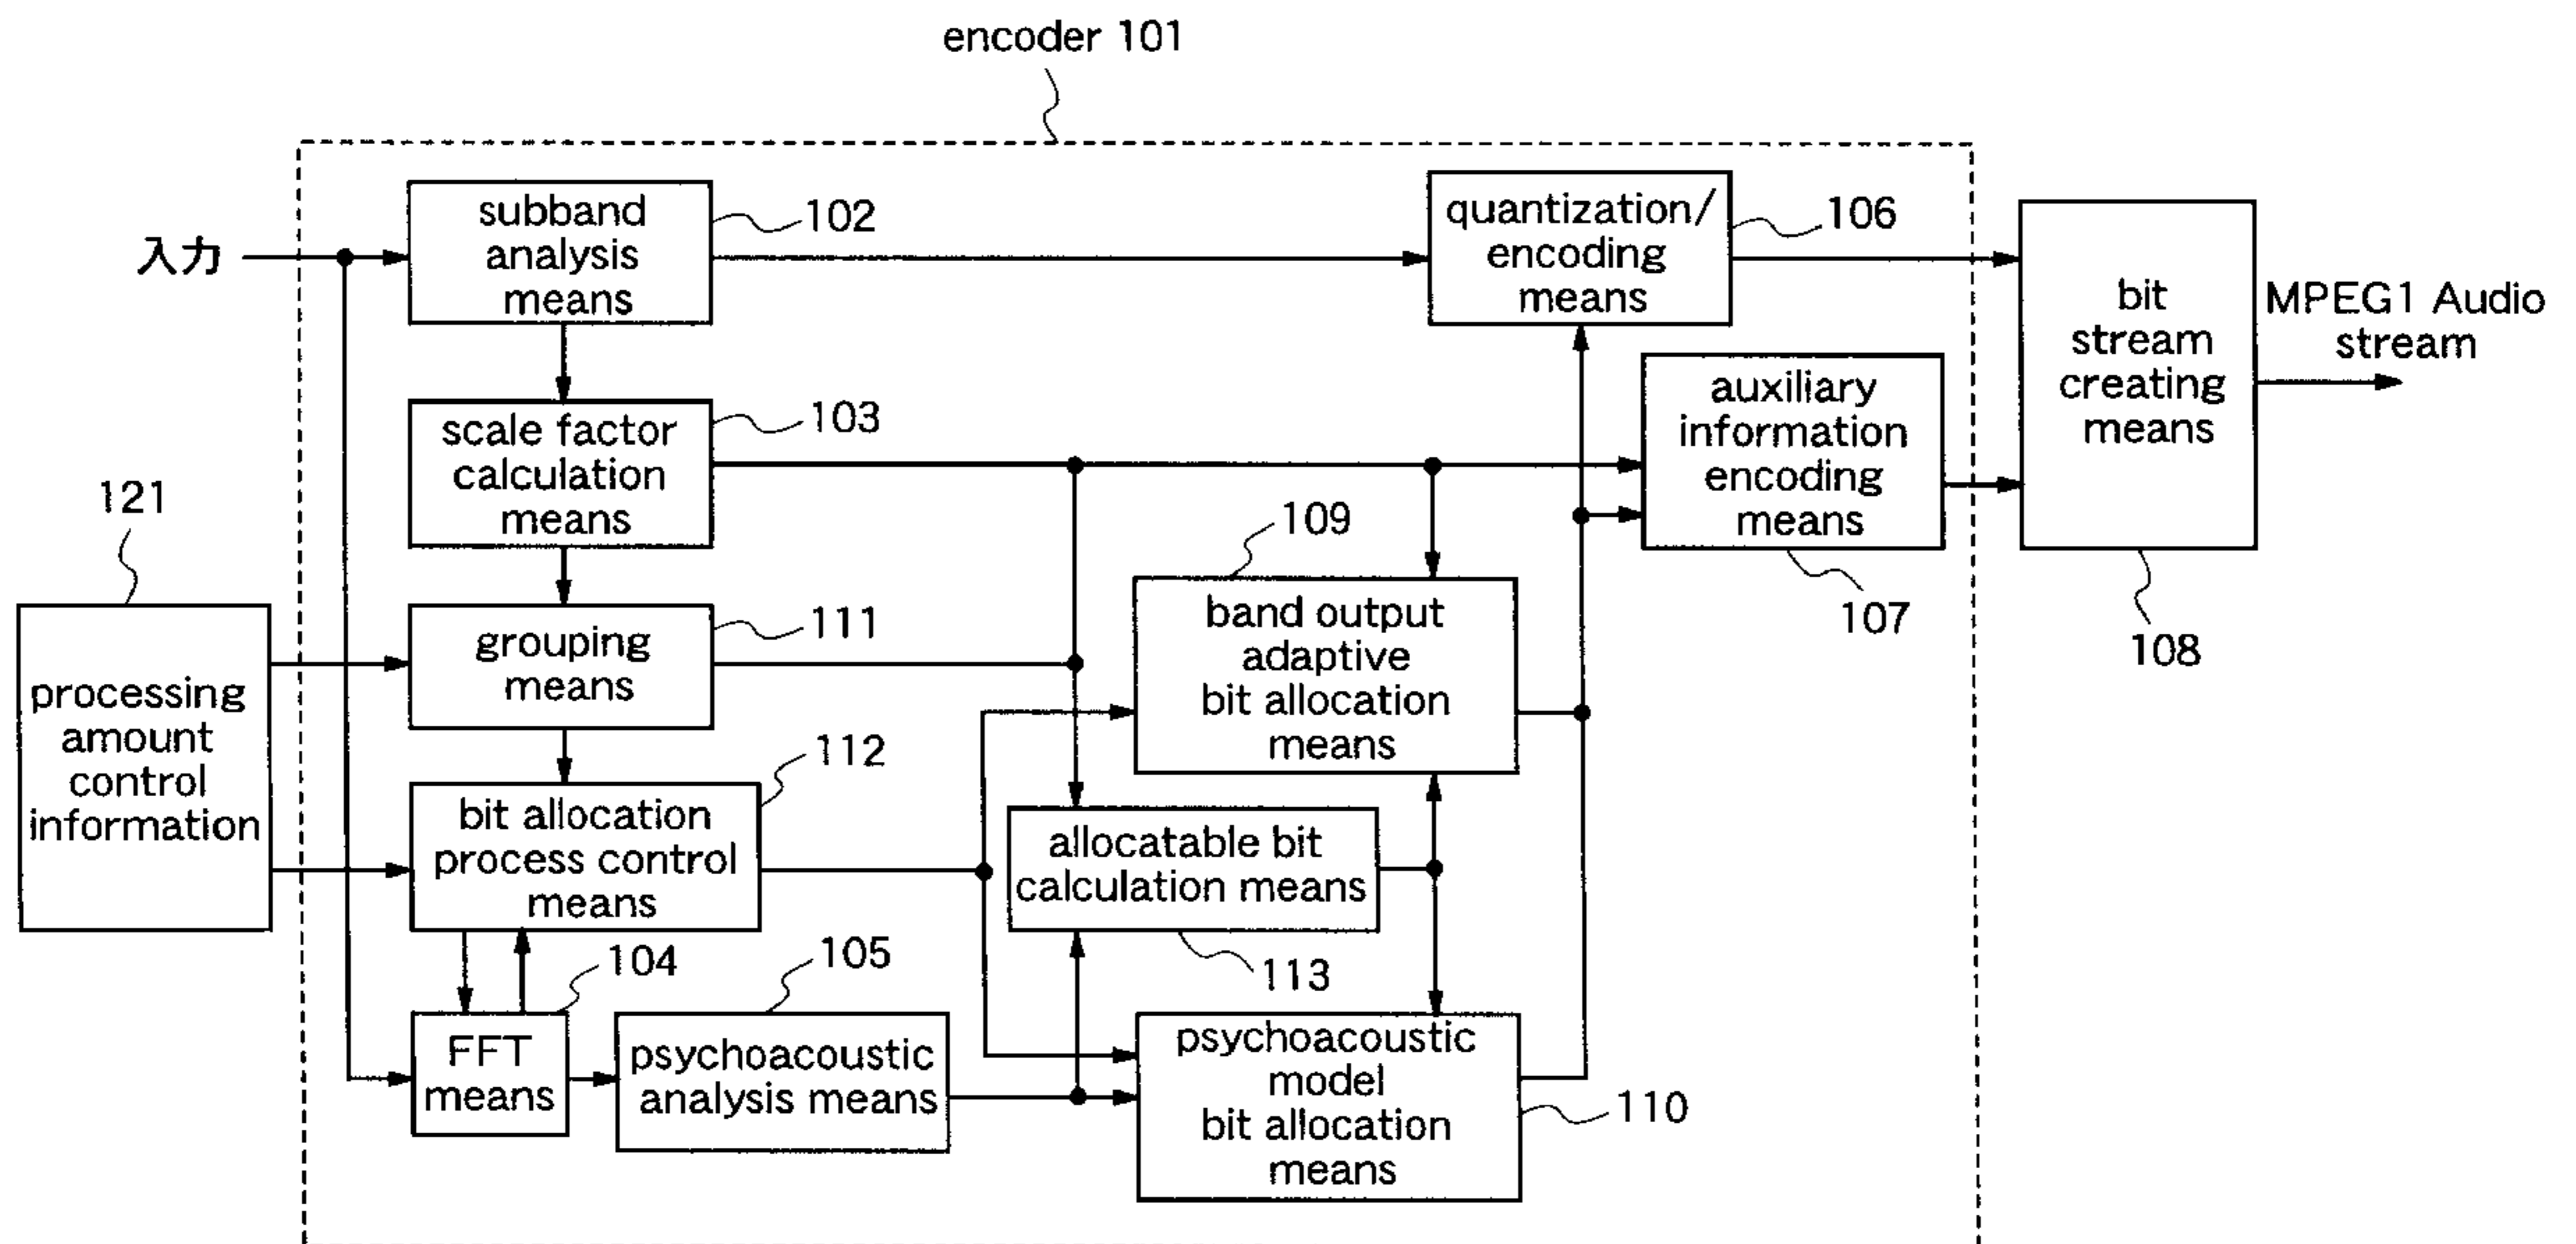 encoder 101
subband
analysis
means
102
quantization/
encoding
means
106
入力
bit
stream
creating
means
108
MPEG1 Audio
stream
scale factor
calculation
means
103
auxiliary
information
encoding
means
107
121
processing
amount
control
information
grouping
means
111
109
band output
adaptive
bit allocation
means
112
bit allocation
process control
means
allocatable bit
calculation means
113
104
FFT
means
105
psychoacoustic
analysis means
psychoacoustic
model
bit allocation
means
110